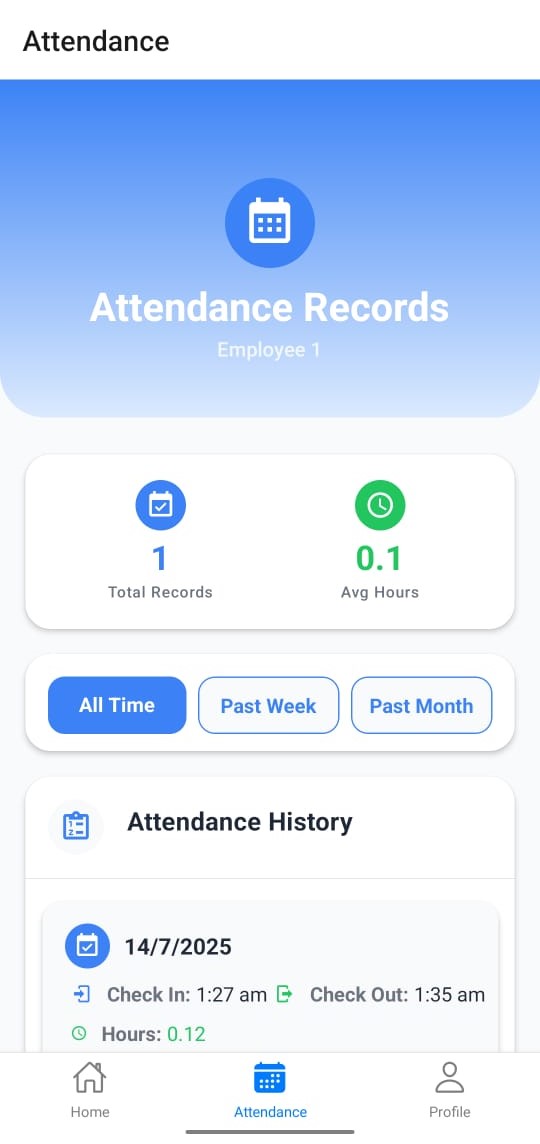 Attendance
Attendance Records
Employee 1
1 0.1
Total Records Avg Hours
All Time Past Week Past Month
Attendance History
14/7/2025
Check In: 1:27 am Check Out: 1:35 am
Hours: 0.12
Home Attendance Profile